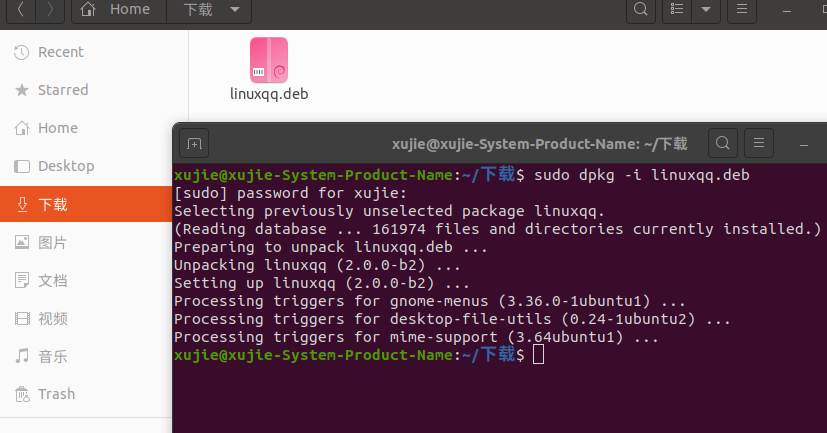 Home 下载
Recent
Starred
Home
Desktop
下载
图片
文档
视频
音乐
Trash
linuxqq.deb
xujie@xujie-System-Product-Name: ~/下载
xujie@xujie-System-Product-Name:~/下载$ sudo dpkg -i linuxqq.deb
[sudo] password for xujie:
Selecting previously unselected package linuxqq.
(Reading database ... 161974 files and directories currently installed.)
Preparing to unpack linuxqq.deb ...
Unpacking linuxqq (2.0.0-b2) ...
Setting up linuxqq (2.0.0-b2) ...
Processing triggers for gnome-menus (3.36.0-1ubuntu1) ...
Processing triggers for desktop-file-utils (0.24-1ubuntu2) ...
Processing triggers for mime-support (3.64ubuntu1) ...
xujie@xujie-System-Product-Name:~/下载$